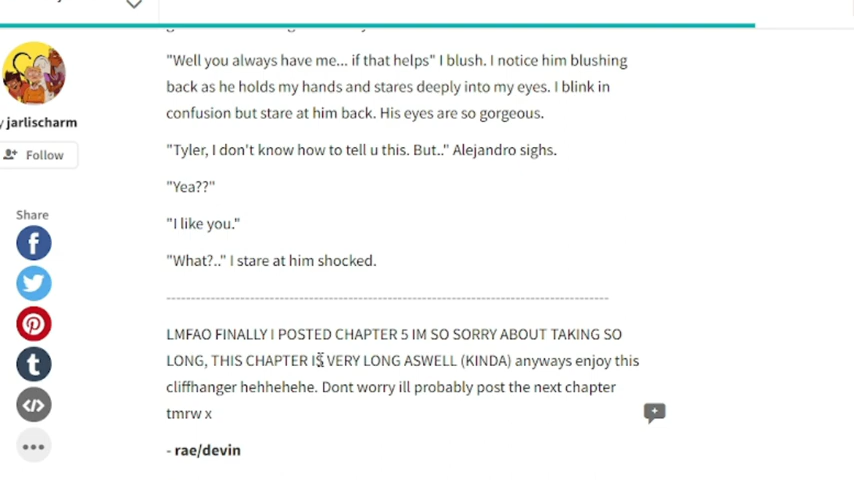 "Well you always have me... if that helps" I blush. I notice him blushing
back as he holds my hands and stares deeply into my eyes. I blink in
confusion but stare at him back. His eyes are so gorgeous.
jarlischarm
"Tyler, I don't know how to tell u this. But.." Alejandro sighs.
Follow
"Yea??"
Share
"I like you."
"What?.." I stare at him shocked.
LMFAO FINALLY I POSTED CHAPTER 5 IM SO SORRY ABOUT TAKING SO
LONG, THIS CHAPTER IS VERY LONG ASWELL (KINDA) anyways enjoy this
cliffhanger hehhehehe. Dont worry ill probably post the next chapter
tmrw x
- rae/devin